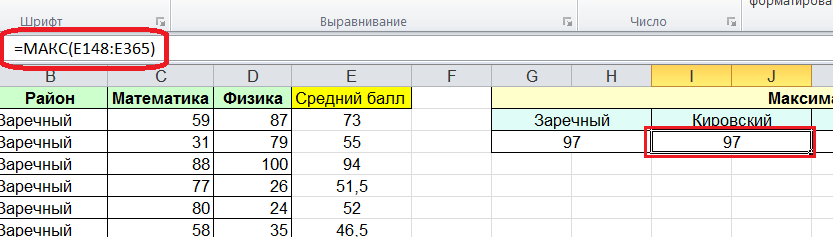 форматирова
Шрифт Выравнивание Число
=МАКС(E148:E365)
B C D E F G H I J
Район Математика Физика Средний балл Максима
Заречный 59 87 73 Заречный Кировский
Заречный 31 79 55 97 97
Заречный 88 100 94
Заречный 77 26 51,5
Заречный 80 24 52
Заречный 58 35 46,5